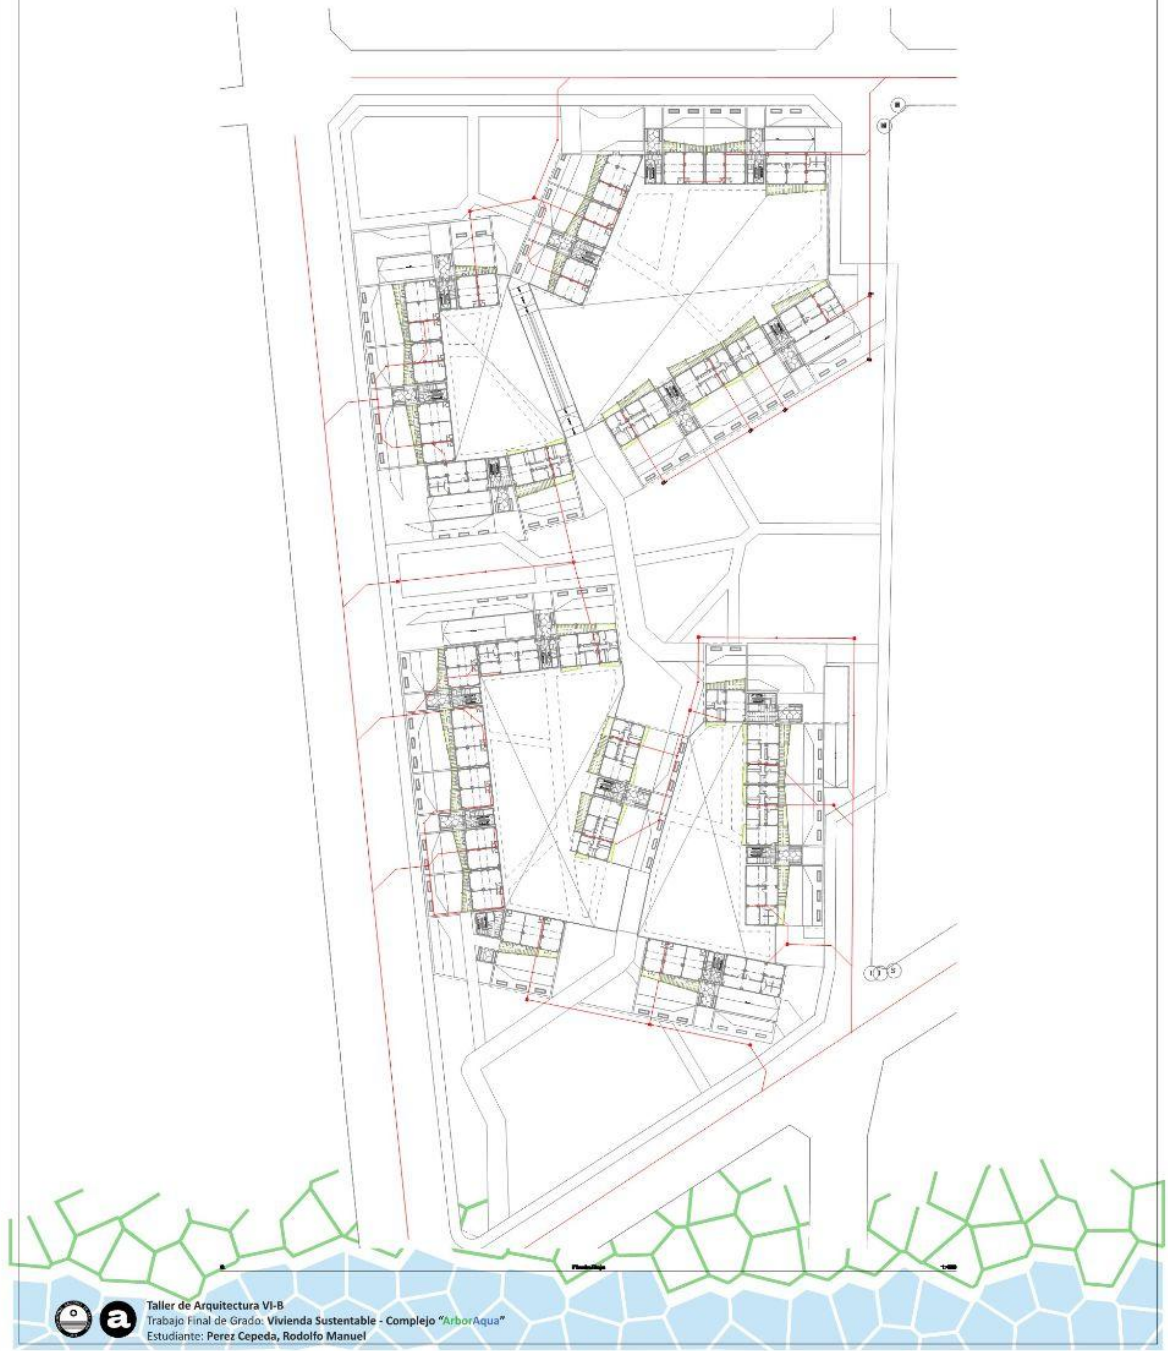 Taller de Arquitectura VI-B
Trabajo Final de Grado: Vivienda Sustentable - Complejo "ArborAqua"
Estudiante: Perez Cepeda, Rodolfo Manuel